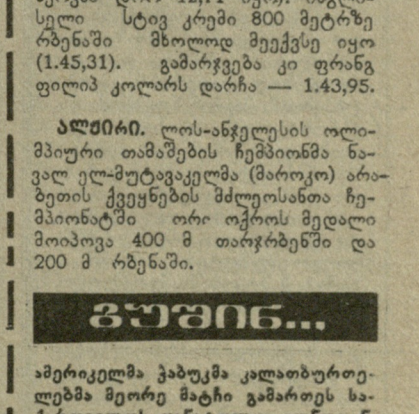 სელი სტივ კრემი 800 მეტრზე
რბენაში მხოლოდ მეექვსე იყო
(1.45,31). გამარჯვება კი ფრანგ
ფილიპ კოლარს დარჩა — 1.43,95.
ალჟირი. ლოს-ანჯელესის ოლი-
მპიური თამაშების ჩემპიონმა ნა-
ვალ ელ-მუტავაკელმა (მაროკო) არა-
ბეთის ქვეყნების მძლეოსანთა ჩე-
მპიონატში ორი ოქროს მედალი
მოიპოვა 400 მ თარჯრბენში და
200 მ რბენაში.
გუშინ...
ამერიკელმა ჭაბუკმა კალათბურთე-
ლებმა მეორე მატჩი გამართეს სა-